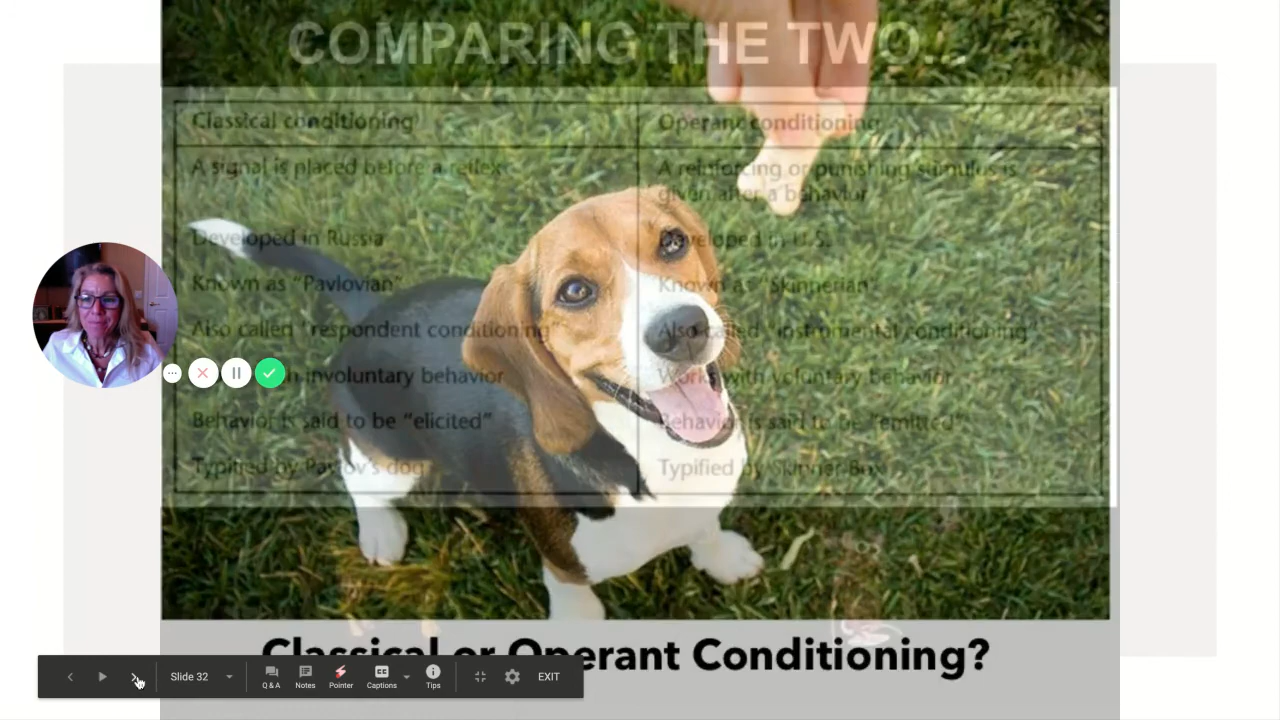 COMPARING THE TWO...
Classical conditioning
Operant conditioning
A signal is placed before a reflex
A reinforcing or punishing stimulus is
given after a behavior
Developed in Russia
Developed in U.S.
Known as “Pavlovian”
Known as “Skinnerian”
Also called “respondent conditioning”
Also called “instrumental conditioning”
involuntary behavior
Works with voluntary behavior
Behavior is said to be “elicited”
Behavior is said to be “emitted”
Typified by Pavlov’s dog
Typified by Skinner Box
Classical or Operant Conditioning?
Slide 32
Q & A
Notes
Pointer
Captions
Tips
EXIT
CC